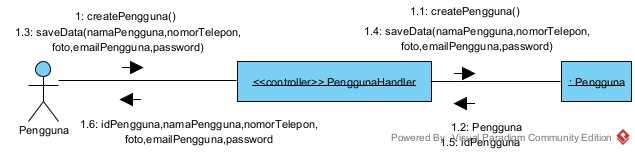 1: createPengguna()
1.3: saveData(namaPengguna,nomorTelepon,
foto,emailPengguna,password)
1.1: createPengguna()
1.4: saveData(namaPengguna,nomorTelepon,
foto,emailPengguna,password)
<<controller>> PenggunaHandler
: Pengguna
Pengguna
1.6: idPengguna,namaPengguna,nomorTelepon,
foto,emailPengguna,password
1.2: Pengguna
Powered By: Visual Paradigm Community Edition
1.5: idPengguna